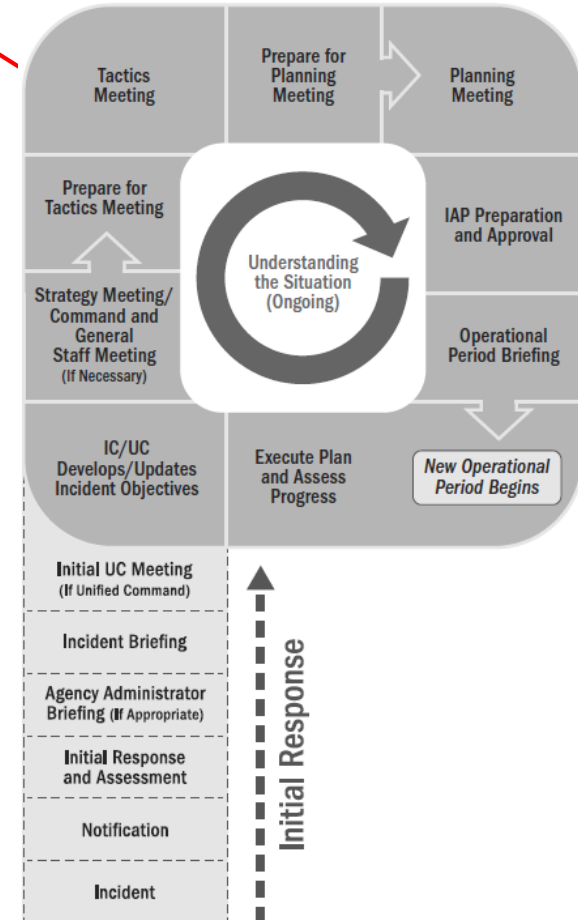 Tactics
Meeting
Prepare for
Planning
Meeting
Planning
Meeting
Prepare for
Tactics Meeting
IAP Preparation
and Approval
Understanding
the Situation
(Ongoing)
Strategy Meeting/
Command and
General
Staff Meeting
(If Necessary)
Operational
Period Briefing
IC/UC
Develops/Updates
Incident Objectives
Execute Plan
and Assess
Progress
New Operational
Period Begins
Initial UC Meeting
(If Unified Command)
Incident Briefing
Agency Administrator
Briefing (If Appropriate)
Initial Response
and Assessment
Notification
Incident
Initial Response